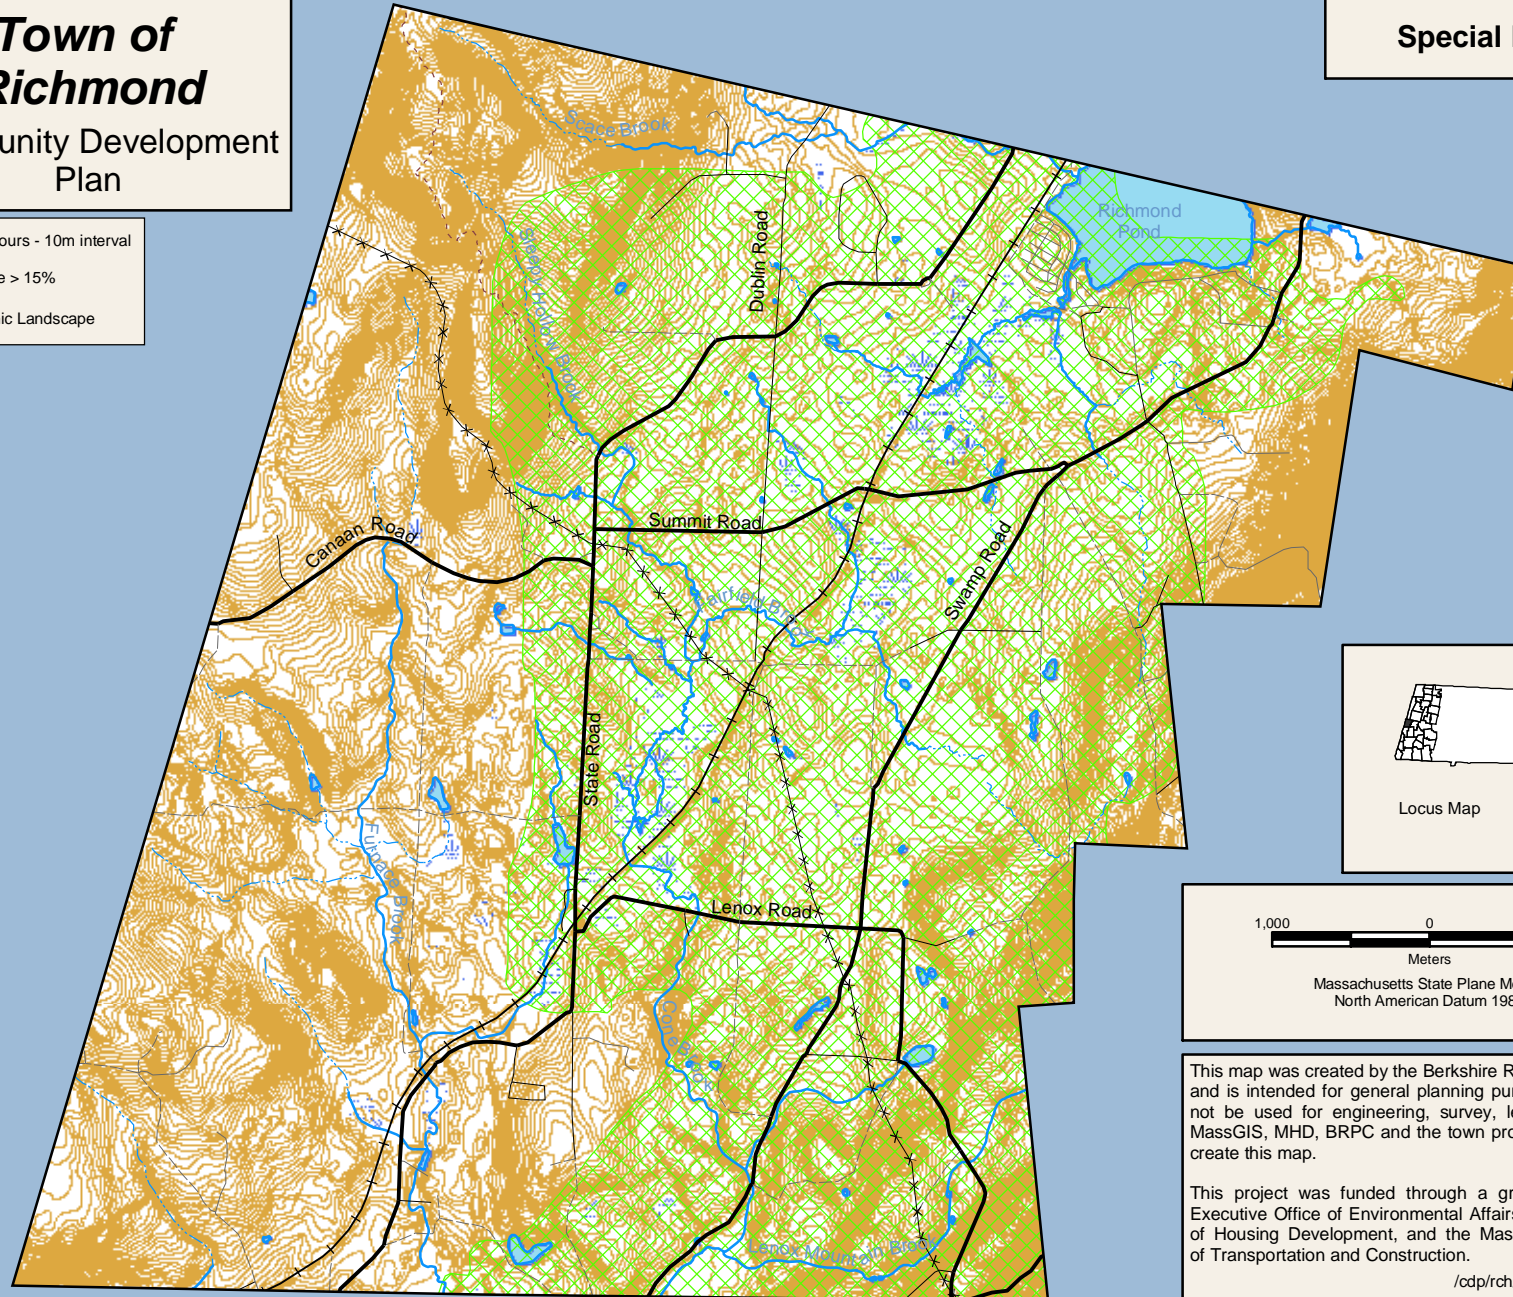 Town of
Richmond
unity Development
Plan
ours - 10m interval
e > 15%
ic Landscape
Special
Scace Brook
Richmond
Pond
Dublin Road
Sleepy Hollow Brook
Summit Road
Canaan Road
Swamp Road
Fairfield Brook
State Road
Furnace Brook
Lenox Road
Cone Brook
Lenox Mountain Brook
Locus Map
1,000 0
Meters
Massachusetts State Plane M
North American Datum 198
This map was created by the Berkshire R
and is intended for general planning pur
not be used for engineering, survey, le
MassGIS, MHD, BRPC and the town pro
create this map.
This project was funded through a gr
Executive Office of Environmental Affairs
of Housing Development, and the Mas
of Transportation and Construction.
/cdp/rch